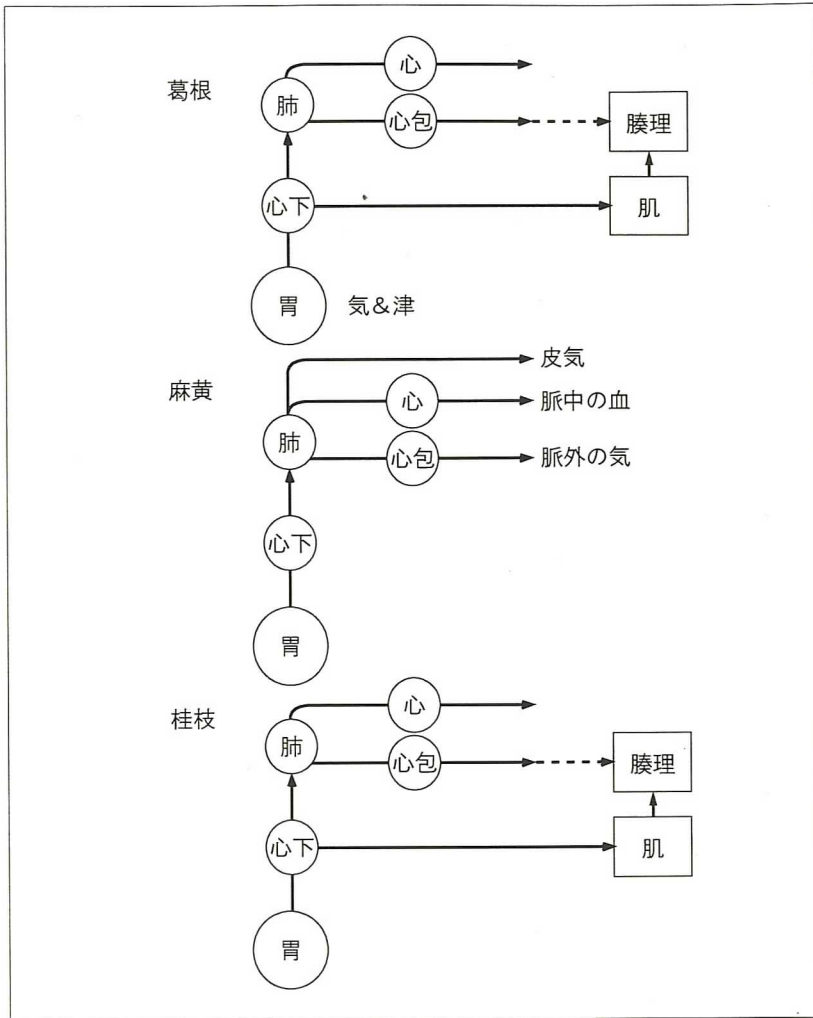 葛根
心
肺
心包
腠理
心下
肌
胃
気&津
麻黄
皮気
心
脈中の血
肺
心包
脈外の気
心下
胃
桂枝
心
肺
心包
腠理
心下
肌
胃